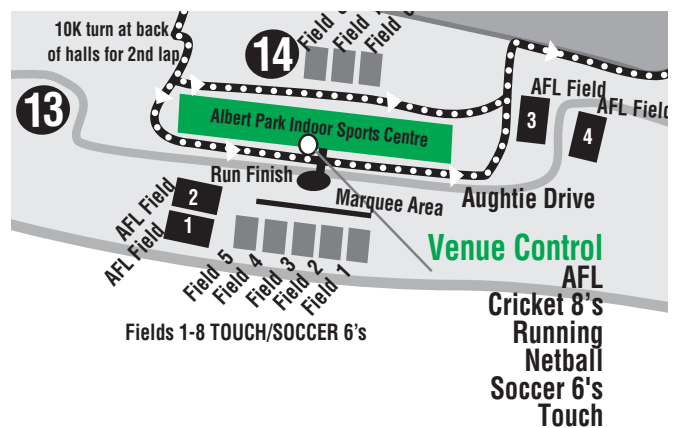 10K turn at back
of halls for 2nd lap
14
13
AFL Field
3
AFL Field
4
Albert Park Indoor Sports Centre
Run Finish
Marquee Area
Aughtie Drive
AFL Field
2
AFL Field
1
Field 5
Field 4
Field 3
Field 2
Field 1
Fields 1-8 TOUCH/SOCCER 6's
Venue Control
AFL
Cricket 8's
Running
Netball
Soccer 6's
Touch